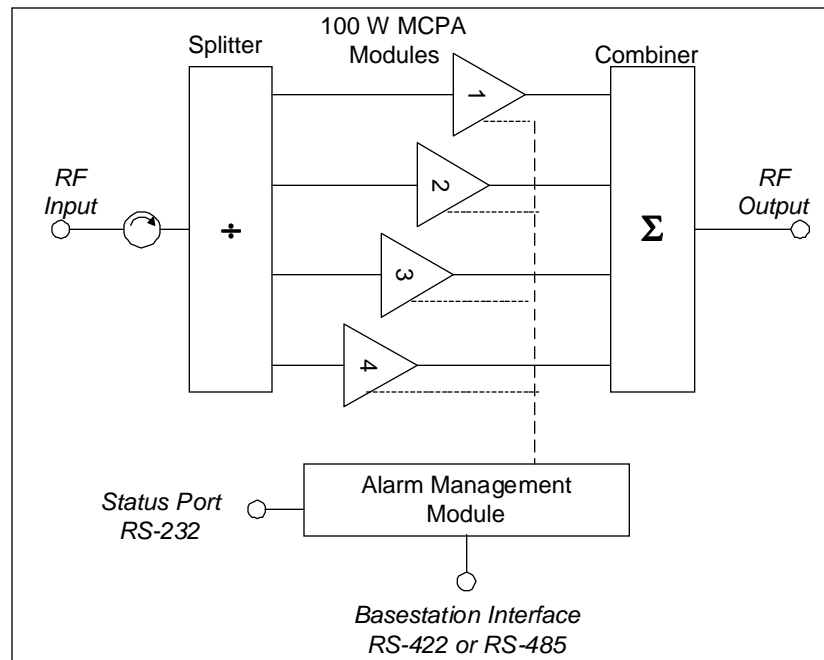 100 W MCPA
Modules
Splitter
Combiner
1
RF
Input
2
÷
Σ
RF
Output
3
4
Alarm Management
Module
Status Port
RS-232
Basestation Interface
RS-422 or RS-485